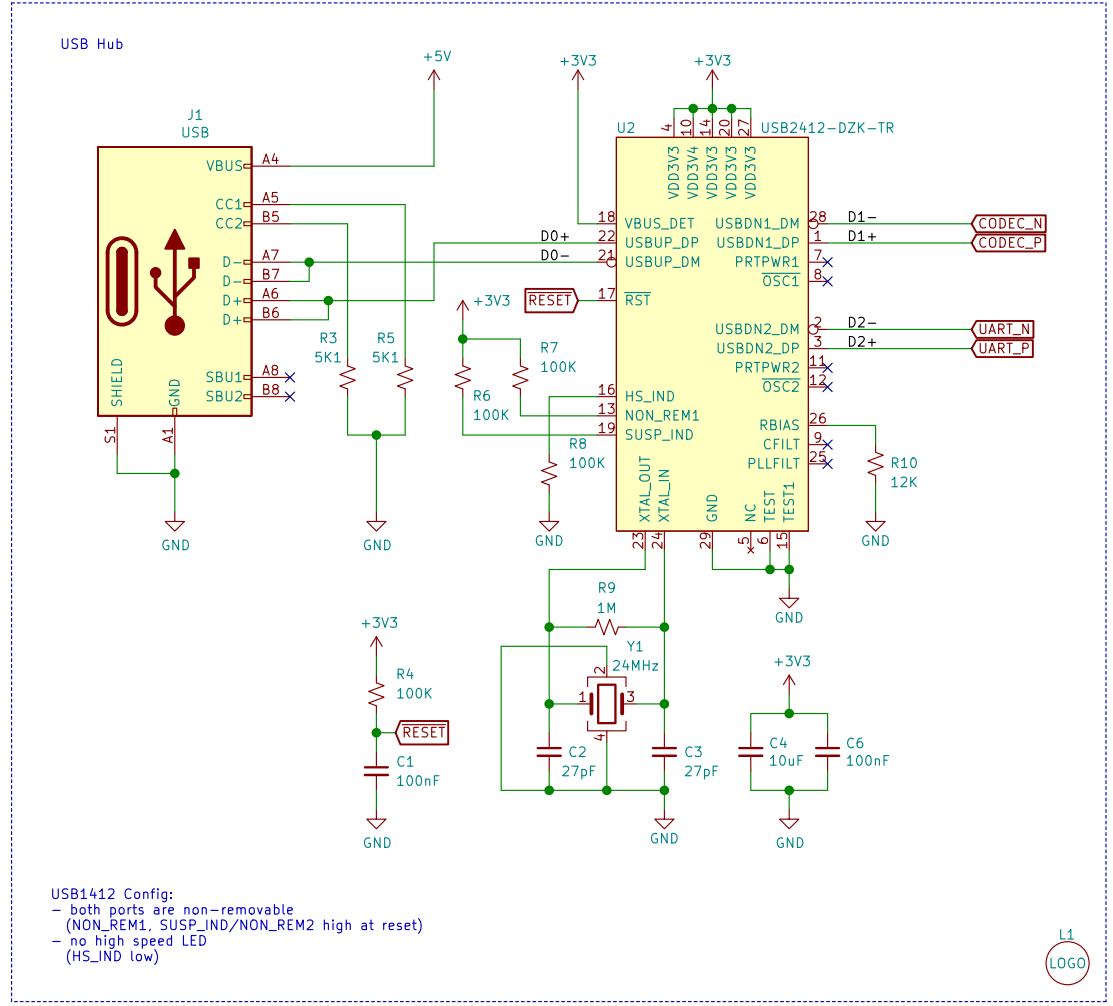 USB Hub
+5V
+3V3
+3V3
J1
USB
U2
USB2412-DZK-TR
4
10
14
20
27
VDD3V3
VDD3V4
VDD3V3
VDD3V3
VDD3V3
VBUS
A4
CC1
A5
CC2
B5
D-
A7
D-
B7
D+
A6
D+
B6
SBU1
A8
SBU2
B8
SHIELD
GND
S1
A1
GND
R3
5K1
R5
5K1
GND
D0+
D0-
RESET
18
VBUS_DET
22
USBUP_DP
21
USBUP_DM
17
RST
16
HS_IND
13
NON_REM1
19
SUSP_IND
+3V3
R6
100K
R7
100K
R8
100K
GND
USBDN1_DM
28
D1-
CODEC_N
USBDN1_DP
1
D1+
CODEC_P
PRTPWR1
7
OSC1
8
USBDN2_DM
2
D2-
UART_N
USBDN2_DP
3
D2+
UART_P
PRTPWR2
11
OSC2
12
RBIAS
26
CFILT
9
PLLFILT
25
R10
12K
GND
XTAL_OUT
XTAL_IN
GND
NC
TEST
TEST1
23
24
29
5
6
15
GND
R9
1M
Y1
24MHz
1
2
3
4
C2
27pF
C3
27pF
GND
+3V3
R4
100K
RESET
C1
100nF
GND
+3V3
C4
10uF
C6
100nF
GND
USB1412 Config:
- both ports are non-removable
(NON_REM1, SUSP_IND/NON_REM2 high at reset)
- no high speed LED
(HS_IND low)
L1
LOGO